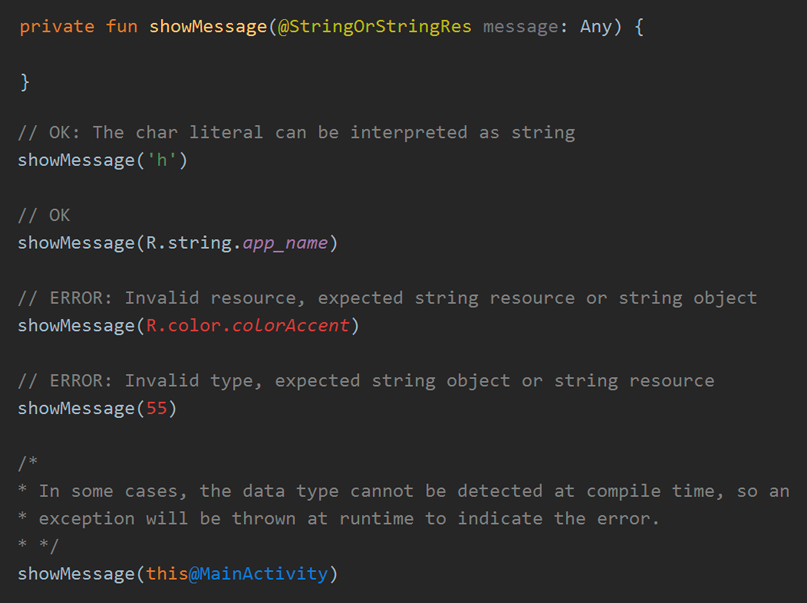 private fun showMessage(@StringOrStringRes message: Any) {
}
// OK: The char literal can be interpreted as string
showMessage('h')
// OK
showMessage(R.string.app_name)
// ERROR: Invalid resource, expected string resource or string object
showMessage(R.color.colorAccent)
// ERROR: Invalid type, expected string object or string resource
showMessage(55)
/*
* In some cases, the data type cannot be detected at compile time, so an
* exception will be thrown at runtime to indicate the error.
* */
showMessage(this@MainActivity)